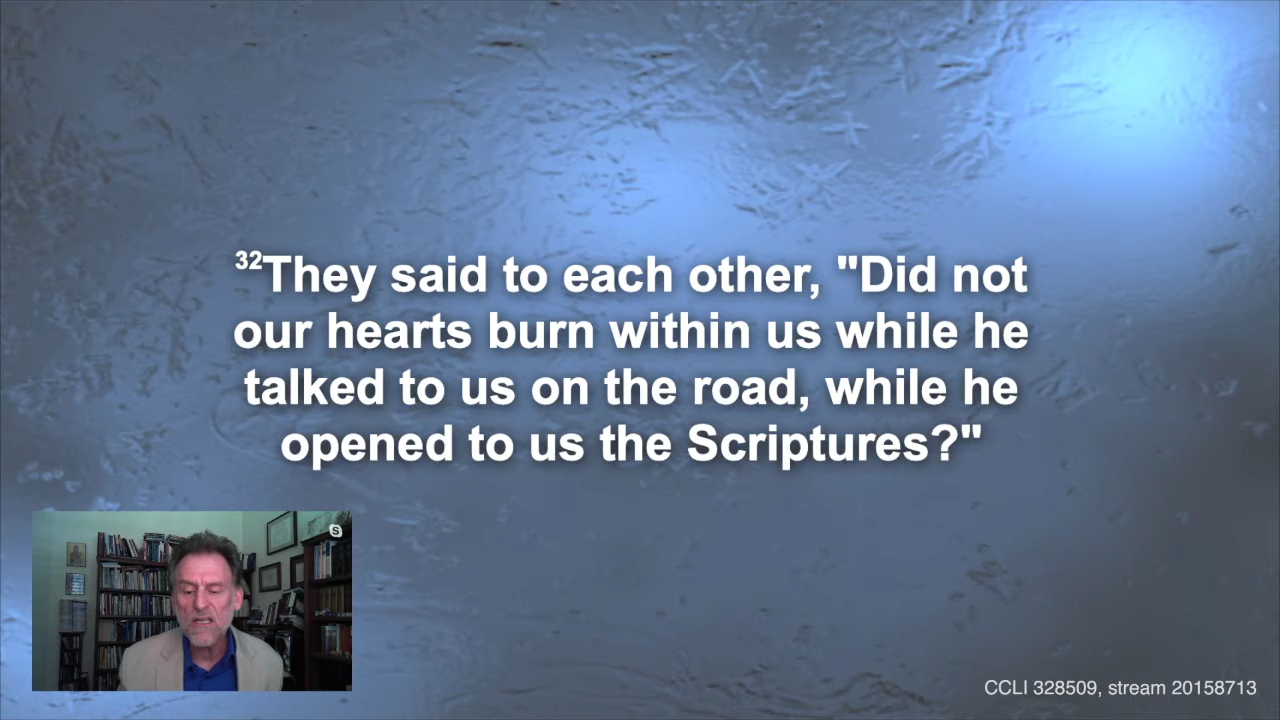 ³²They said to each other, "Did not
our hearts burn within us while he
talked to us on the road, while he
opened to us the Scriptures?"
CCLI 328509, stream 20158713